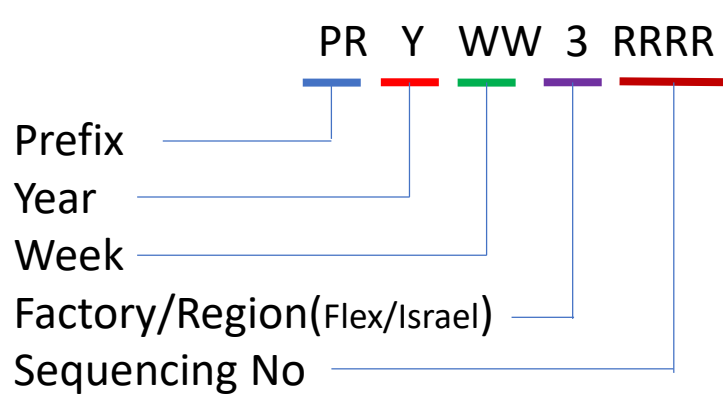 PR Y WW 3 RRRR
Prefix
Year
Week
Factory/Region(Flex/Israel)
Sequencing No